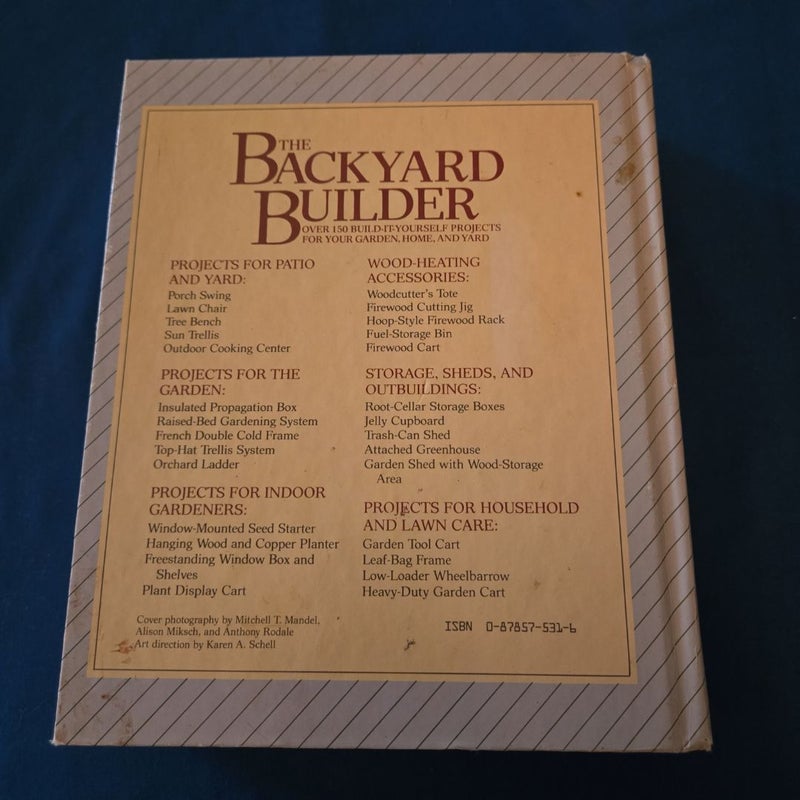 THE
BACKYARD
BUILDER
OVER 150 BUILD-IT-YOURSELF PROJECTS
FOR YOUR GARDEN, HOME, AND YARD
PROJECTS FOR PATIO
AND YARD:
Porch Swing
Lawn Chair
Tree Bench
Sun Trellis
Outdoor Cooking Center
PROJECTS FOR THE
GARDEN:
Insulated Propagation Box
Raised-Bed Gardening System
French Double Cold Frame
Top-Hat Trellis System
Orchard Ladder
PROJECTS FOR INDOOR
GARDENERS:
Window-Mounted Seed Starter
Hanging Wood and Copper Planter
Freestanding Window Box and
Shelves
Plant Display Cart
WOOD-HEATING
ACCESSORIES:
Woodcutter's Tote
Firewood Cutting Jig
Hoop-Style Firewood Rack
Fuel-Storage Bin
Firewood Cart
STORAGE, SHEDS, AND
OUTBUILDINGS:
Root-Cellar Storage Boxes
Jelly Cupboard
Trash-Can Shed
Attached Greenhouse
Garden Shed with Wood-Storage
Area
PROJECTS FOR HOUSEHOLD
AND LAWN CARE:
Garden Tool Cart
Leaf-Bag Frame
Low-Loader Wheelbarrow
Heavy-Duty Garden Cart
Cover photography by Mitchell T. Mandel,
Alison Miksch, and Anthony Rodale
Art direction by Karen A. Schell
ISBN 0-87857-531-6